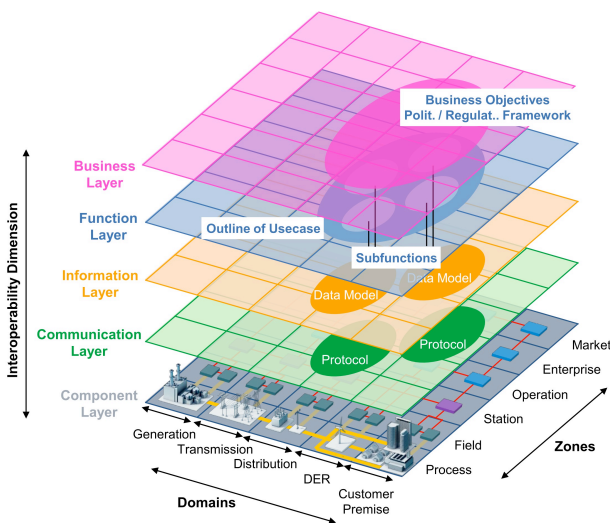 Business Objectives
Polit. / Regulat.. Framework
Business
Layer
Function
Layer
Outline of Usecase
Subfunctions
Information
Layer
Data Model
Data Model
Communication
Layer
Protocol
Protocol
Component
Layer
Interoperability Dimension
Generation
Transmission
Distribution
DER
Customer
Premise
Domains
Market
Enterprise
Operation
Station
Field
Process
Zones